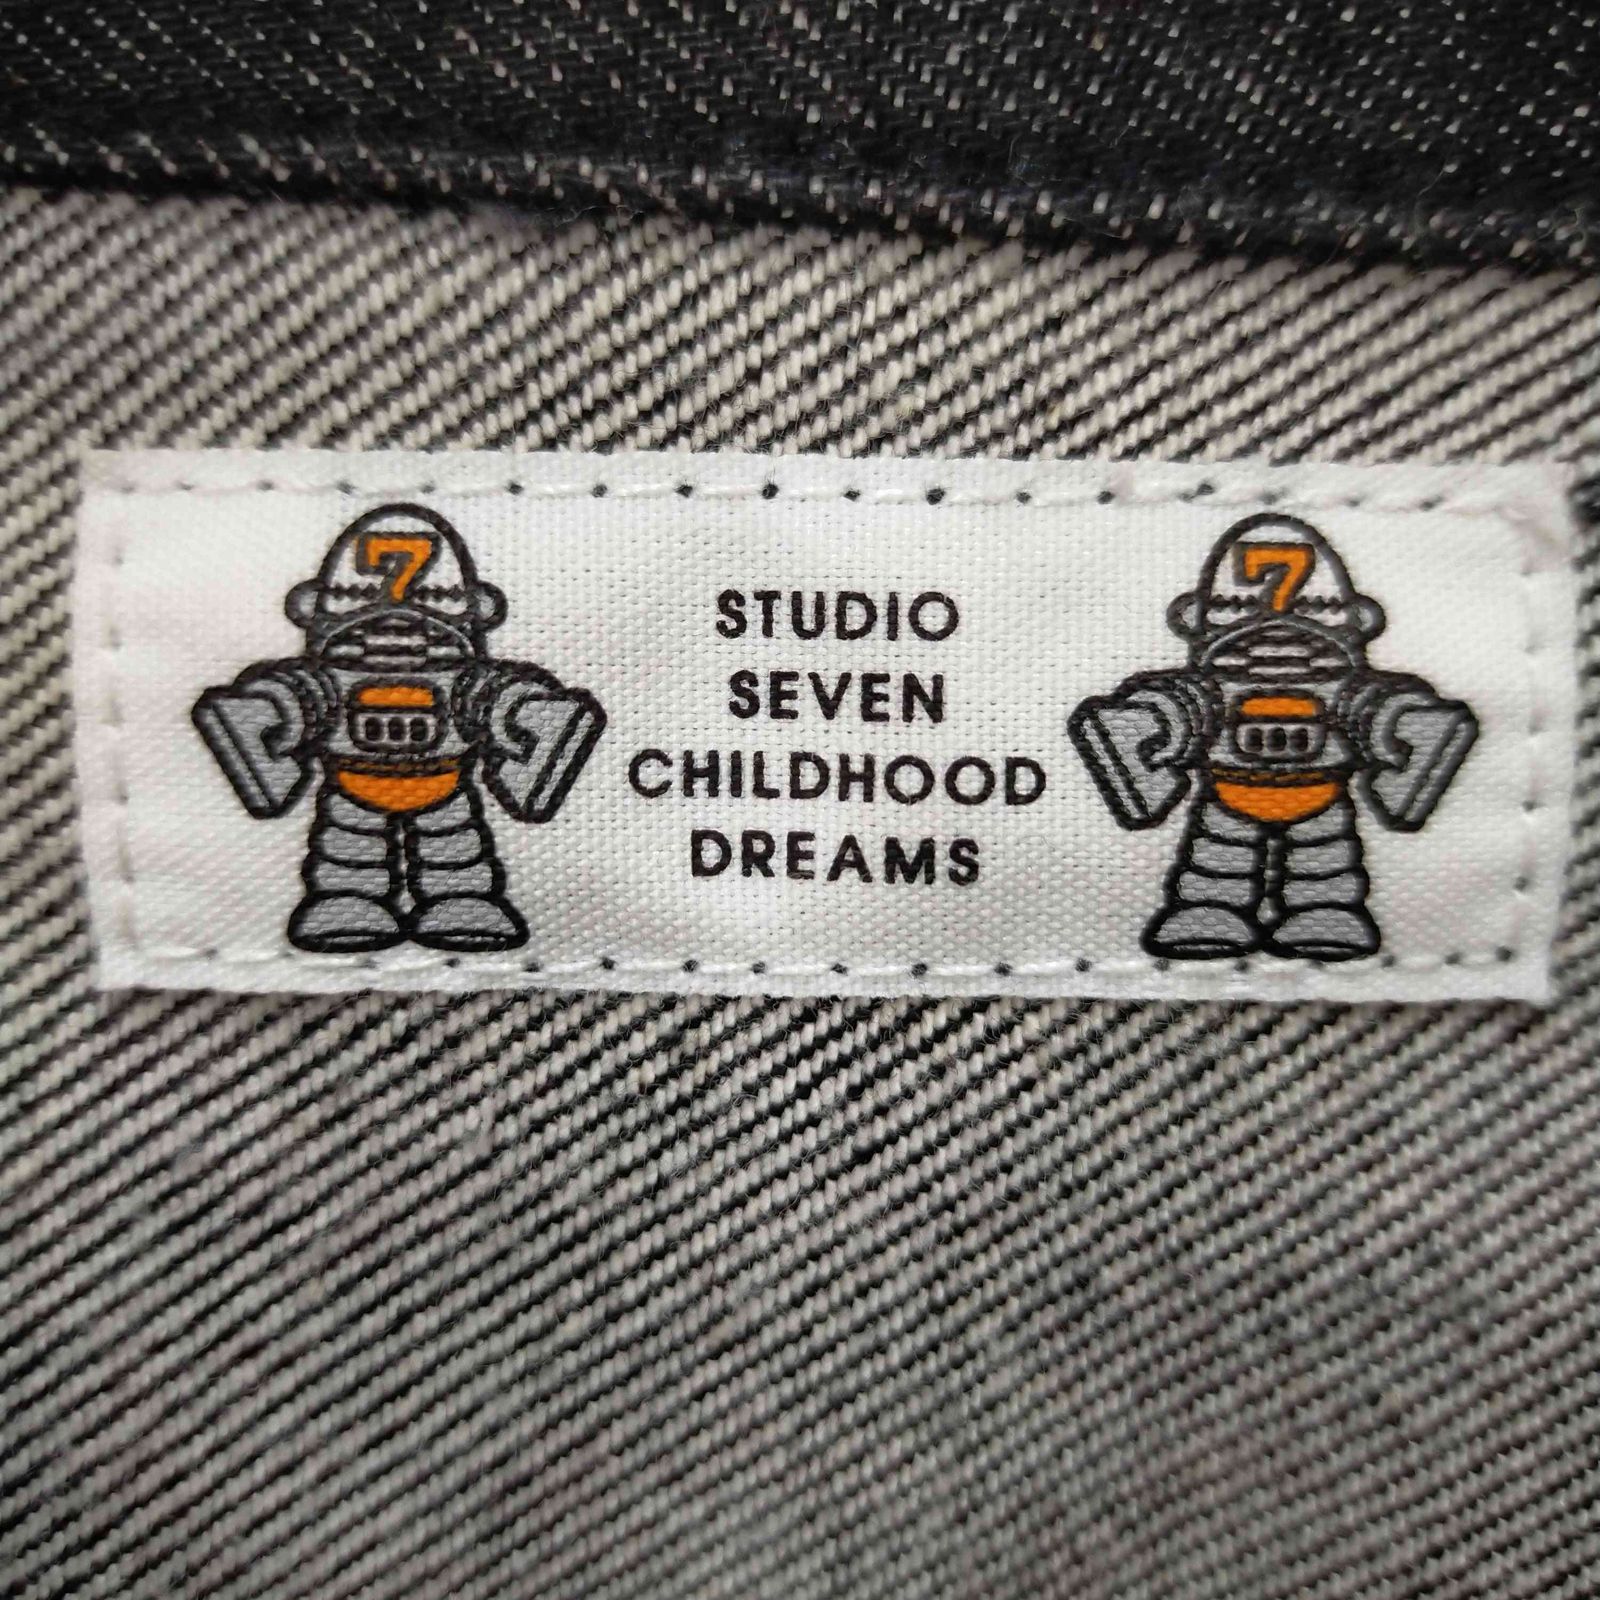 7 7
STUDIO
SEVEN
CHILDHOOD
DREAMS